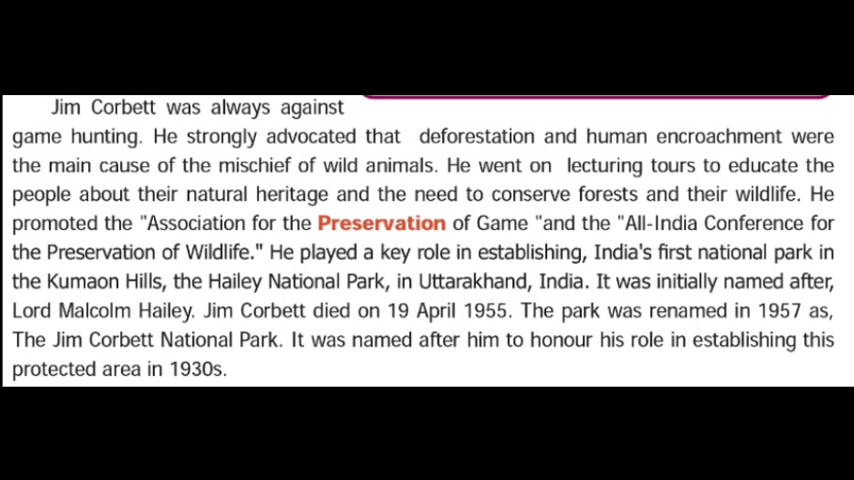 Jim Corbett was always against
game hunting. He strongly advocated that deforestation and human encroachment were
the main cause of the mischief of wild animals. He went on lecturing tours to educate the
people about their natural heritage and the need to conserve forests and their wildlife. He
promoted the "Association for the Preservation of Game "and the "All-India Conference for
the Preservation of Wildlife." He played a key role in establishing, India's first national park in
the Kumaon Hills, the Hailey National Park, in Uttarakhand, India. It was initially named after,
Lord Malcolm Hailey. Jim Corbett died on 19 April 1955. The park was renamed in 1957 as,
The Jim Corbett National Park. It was named after him to honour his role in establishing this
protected area in 1930s.